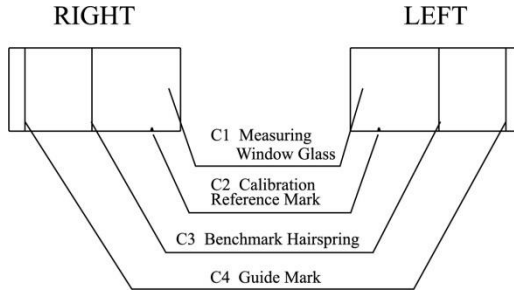 RIGHT LEFT
C1 Measuring
Window Glass
C2 Calibration
Reference Mark
C3 Benchmark Hairspring
C4 Guide Mark